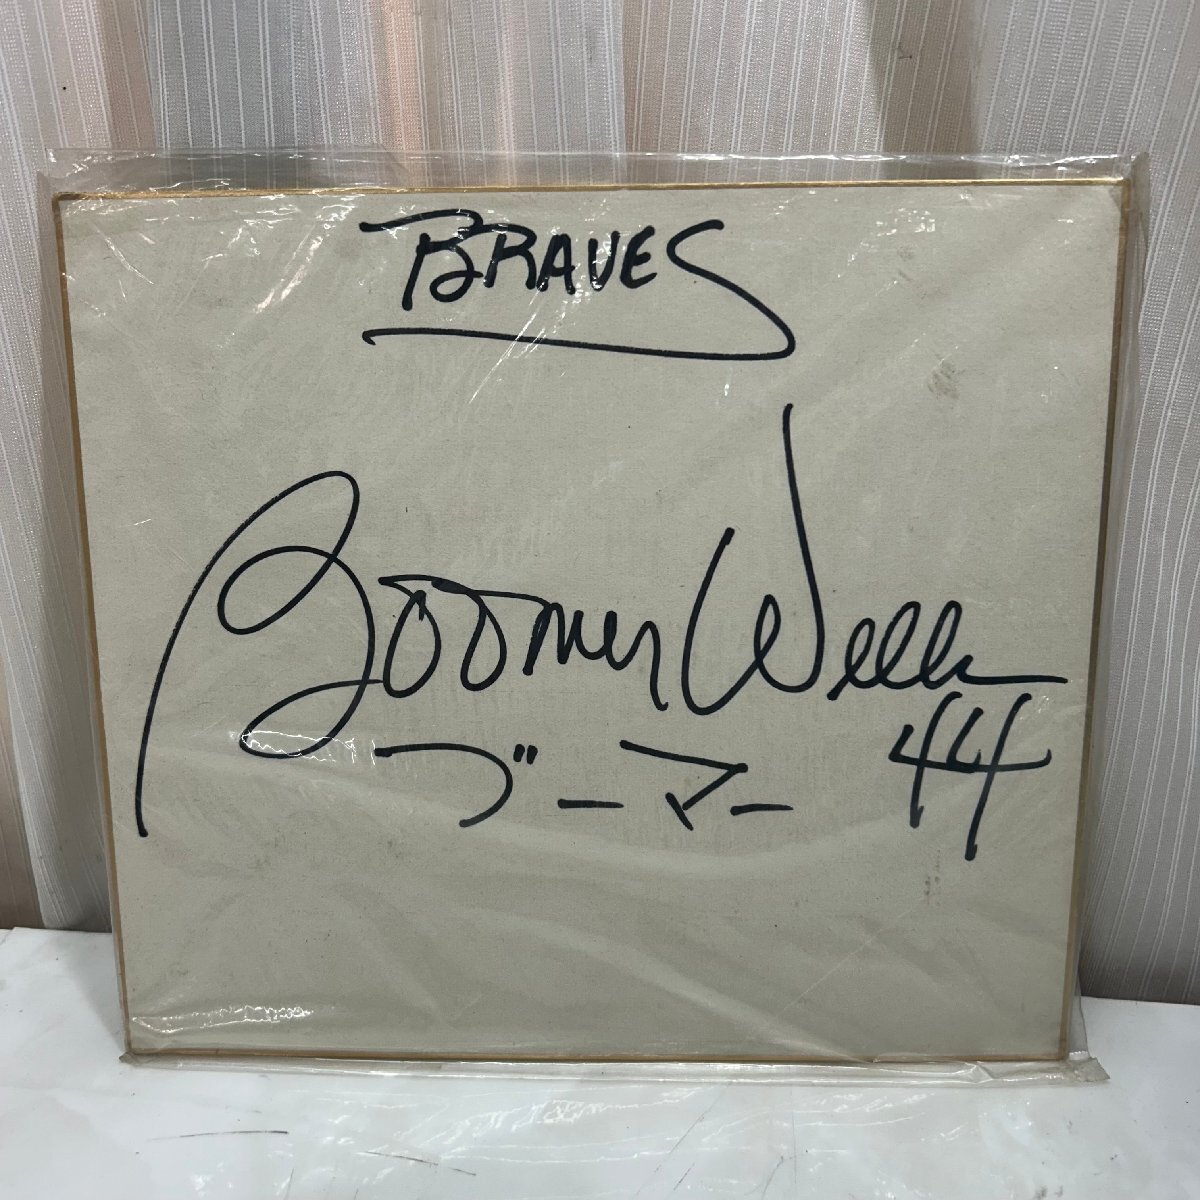 BRAVES
Boomer Wells
ブーマー 44